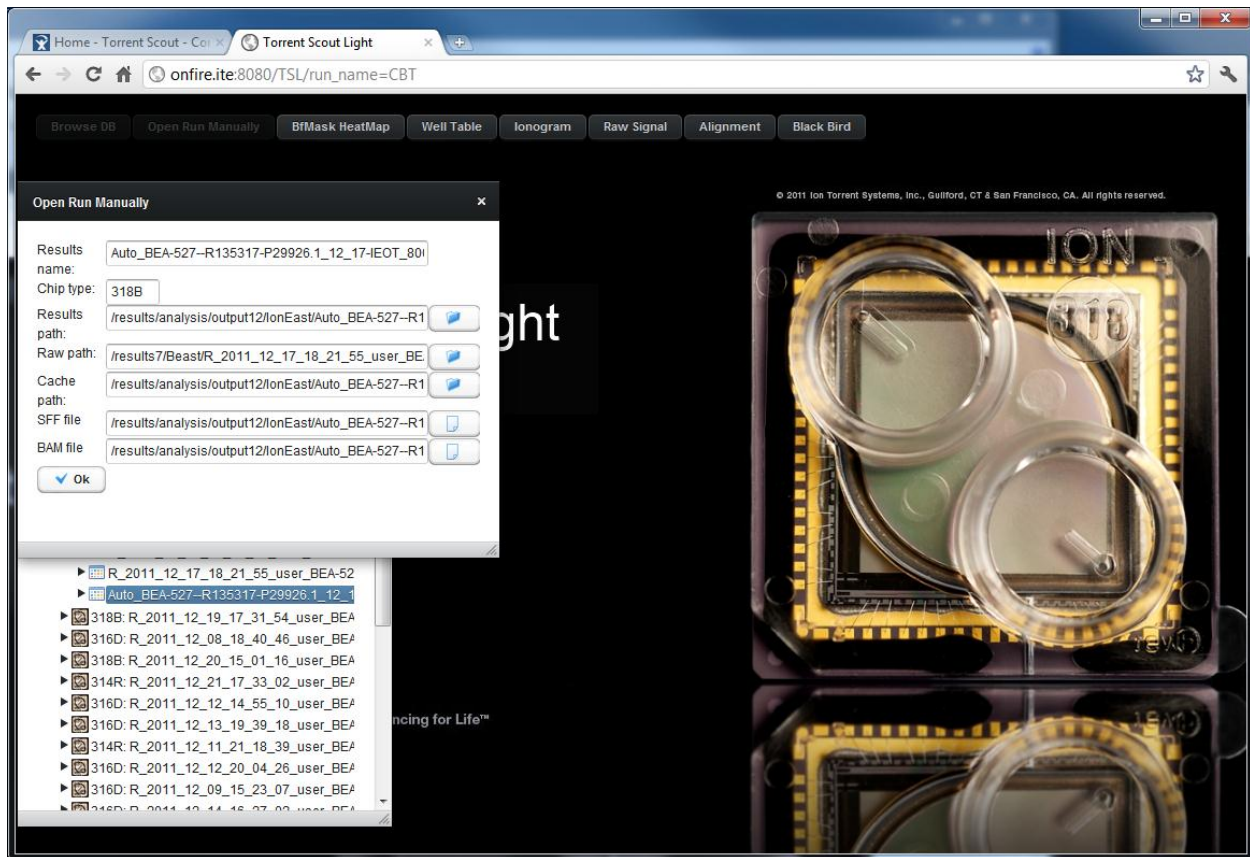 Home - Torrent Scout - Co
Torrent Scout Light
onfire.ite:8080/TSL/run_name=CBT
Browse DB
Open Run Manually
BfMask HeatMap
Well Table
Ionogram
Raw Signal
Alignment
Black Bird
© 2011 Ion Torrent Systems, Inc., Guilford, CT & San Francisco, CA. All rights reserved.
Open Run Manually
Results name:
Auto_BEA-527--R135317-P29926.1_12_17-IEOT_80
Chip type:
318B
Results path:
/results/analysis/output12/IonEast/Auto_BEA-527--R1
Raw path:
/results7/Beast/R_2011_12_17_18_21_55_user_BE
Cache path:
/results/analysis/output12/IonEast/Auto_BEA-527--R1
SFF file
/results/analysis/output12/IonEast/Auto_BEA-527--R1
BAM file
/results/analysis/output12/IonEast/Auto_BEA-527--R1
Ok
ght
R_2011_12_17_18_21_55_user_BEA-52
Auto_BEA-527--R135317-P29926.1_12_1
318B: R_2011_12_19_17_31_54_user_BEA
316D: R_2011_12_08_18_40_46_user_BEA
318B: R_2011_12_20_15_01_16_user_BEA
314R: R_2011_12_21_17_33_02_user_BEA
316D: R_2011_12_12_14_55_10_user_BEA
316D: R_2011_12_13_19_39_18_user_BEA
314R: R_2011_12_11_21_18_39_user_BEA
316D: R_2011_12_12_20_04_26_user_BEA
316D: R_2011_12_09_15_23_07_user_BEA
ncing for Life™
ION
318